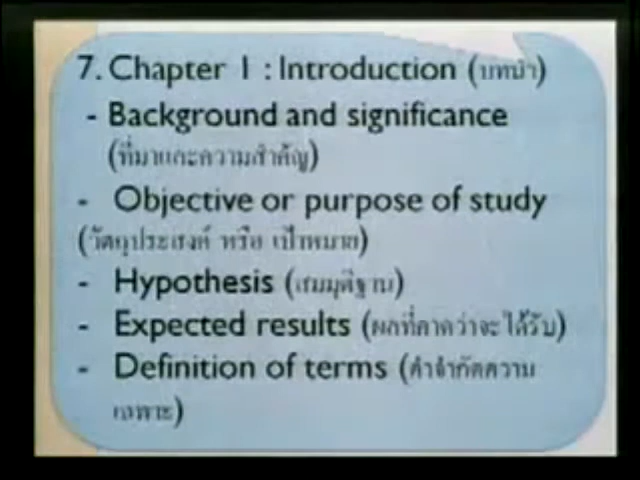 7. Chapter 1 : Introduction (บทนำ)
- Background and significance
(ที่มาและความสำคัญ)
- Objective or purpose of study
(วัตถุประสงค์ หรือ เป้าหมาย)
- Hypothesis (สมมุติฐาน)
- Expected results (ผลที่คาดว่าจะได้รับ)
- Definition of terms (คำจำกัดความ
เฉพาะ)